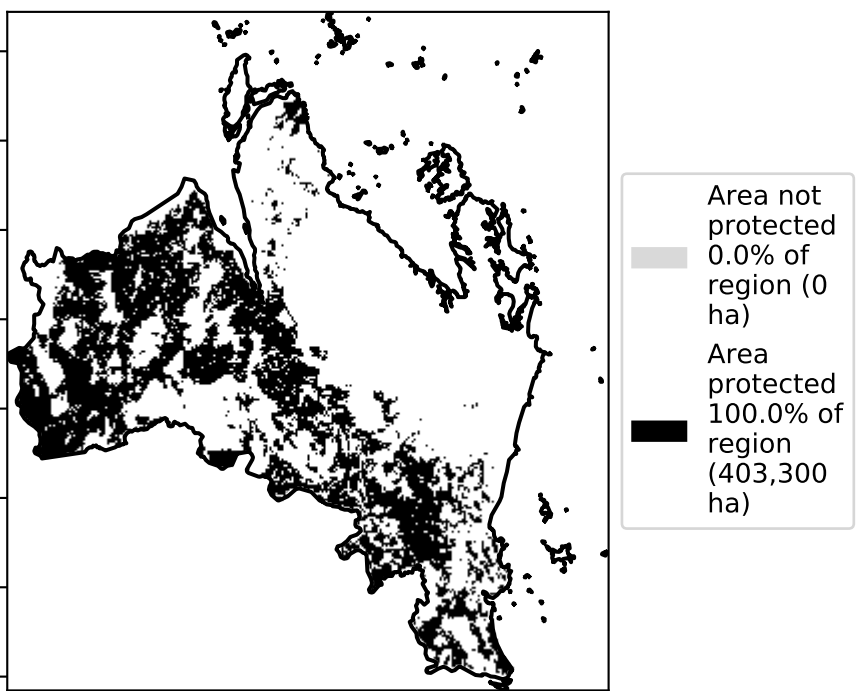 Area not
protected
0.0% of
region (0
ha)
Area
protected
100.0% of
region
(403,300
ha)